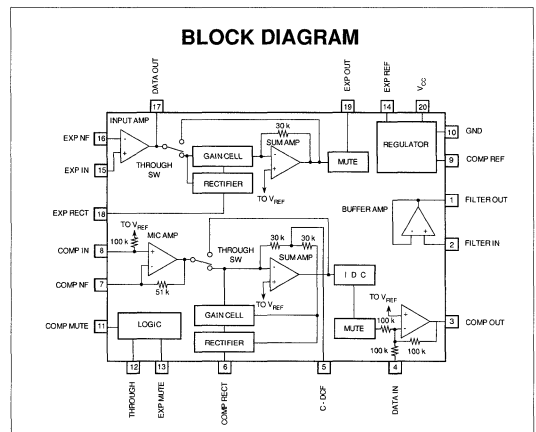 BLOCK DIAGRAM
DATA OUT
EXP OUT
EXP REF
VCC
17
19
14
20
INPUT AMP
EXP NF
16
EXP IN
15
30 k
SUM AMP
GAIN CELL
THROUGH
SW
RECTIFIER
TO VREF
MUTE
REGULATOR
10
GND
9
COMP REF
EXP RECT
18
1
FILTER OUT
BUFFER AMP
2
FILTER IN
TO VREF
MIC AMP
COMP IN
8
100 k
THROUGH
SW
30 k
30 k
SUM AMP
COMP NF
7
51 k
TO VREF
I D C
GAIN CELL
COMP MUTE
11
LOGIC
RECTIFIER
MUTE
TO VREF
100 k
3
COMP OUT
100 k
100 k
12
13
6
5
4
THROUGH
EXP MUTE
COMP RECT
C - DCF
DATA IN